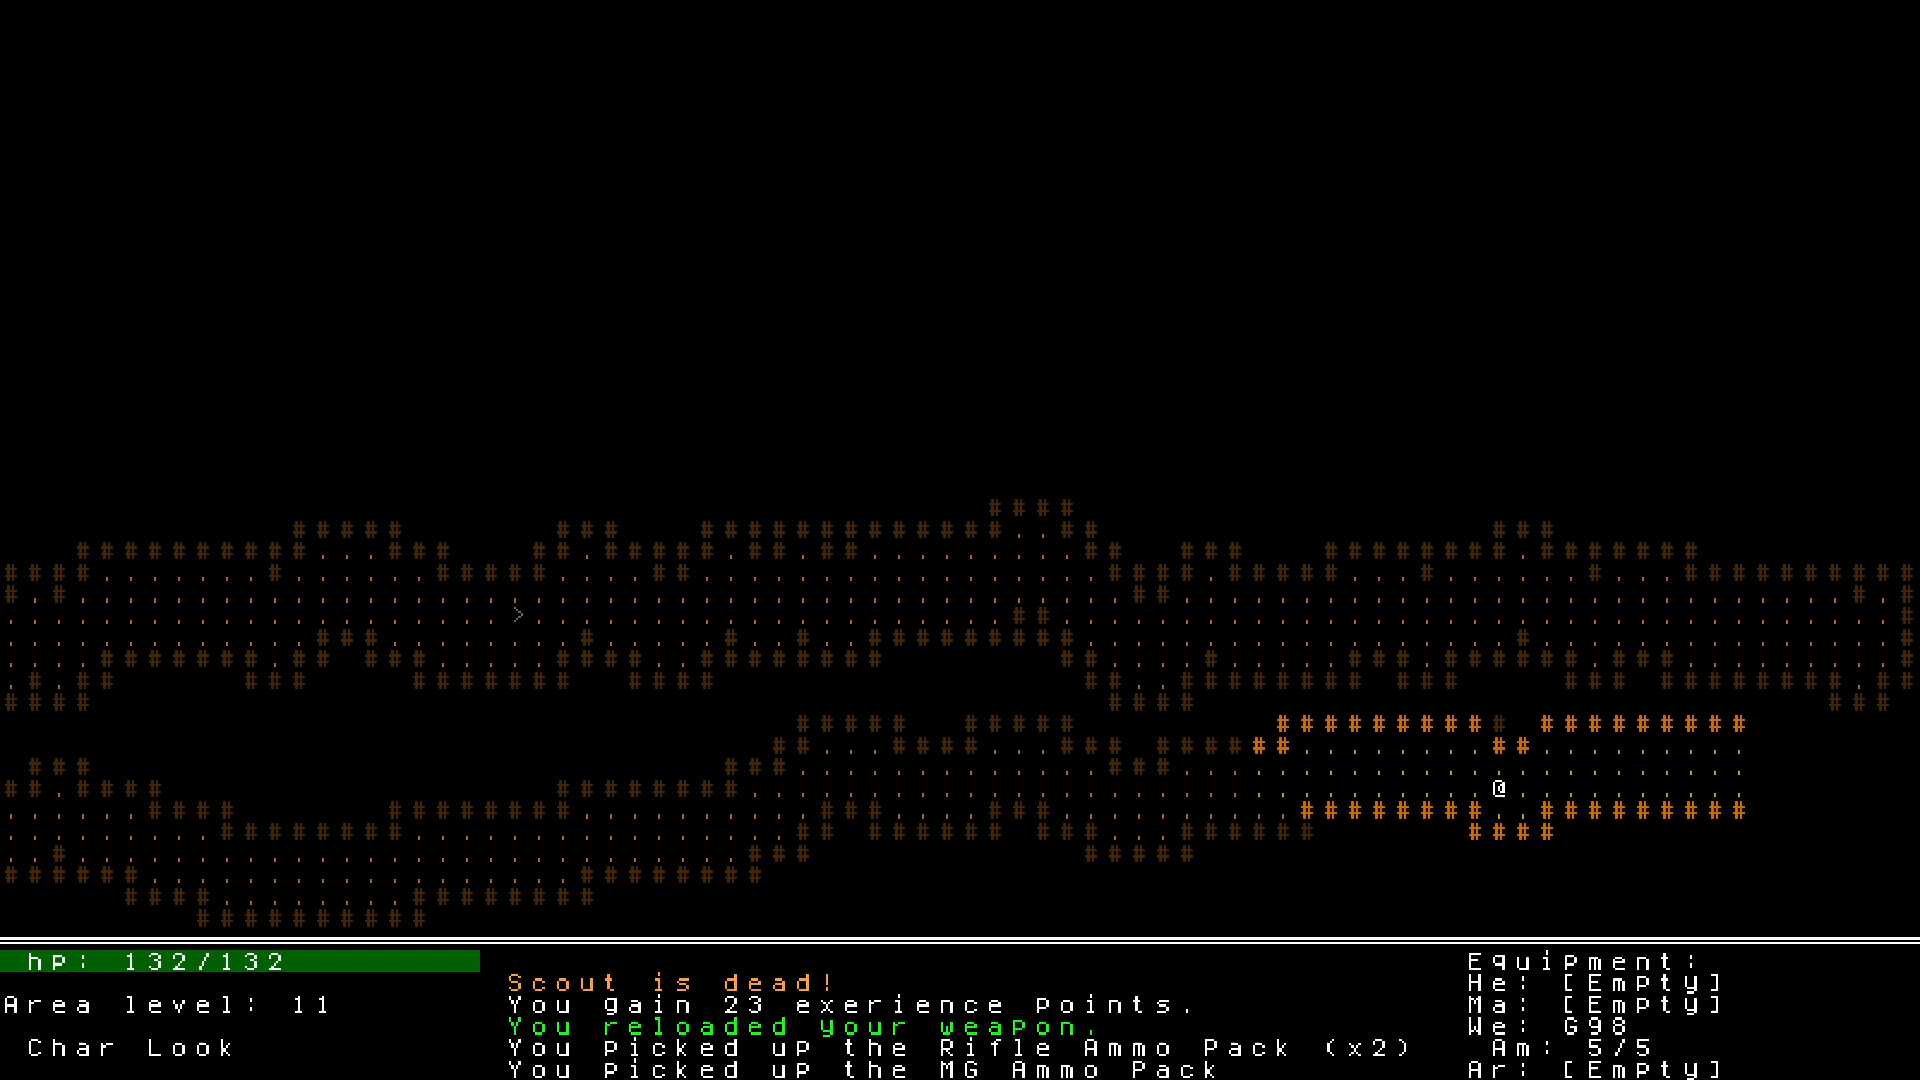 hp: 132/132
Area level: 11
Char Look
Scout is dead!
You gain 23 experience points.
You reloaded your weapon.
You picked up the Rifle Ammo Pack (x2)
You picked up the MG Ammo Pack
Equipment:
He: [Empty]
Ma: [Empty]
We: G98
Am: 5/5
Ar: [Empty]